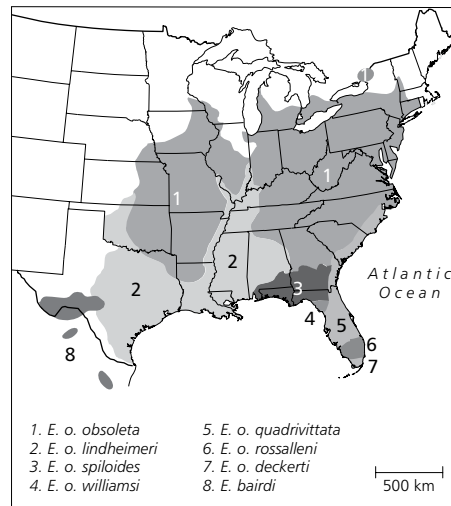 1
1
1
2
2
3
Atlantic
Ocean
4
5
6
7
8
1. E. o. obsoleta
2. E. o. lindheimeri
3. E. o. spiloides
4. E. o. williamsi
5. E. o. quadrivittata
6. E. o. rossalleni
7. E. o. deckerti
8. E. bairdi
500 km